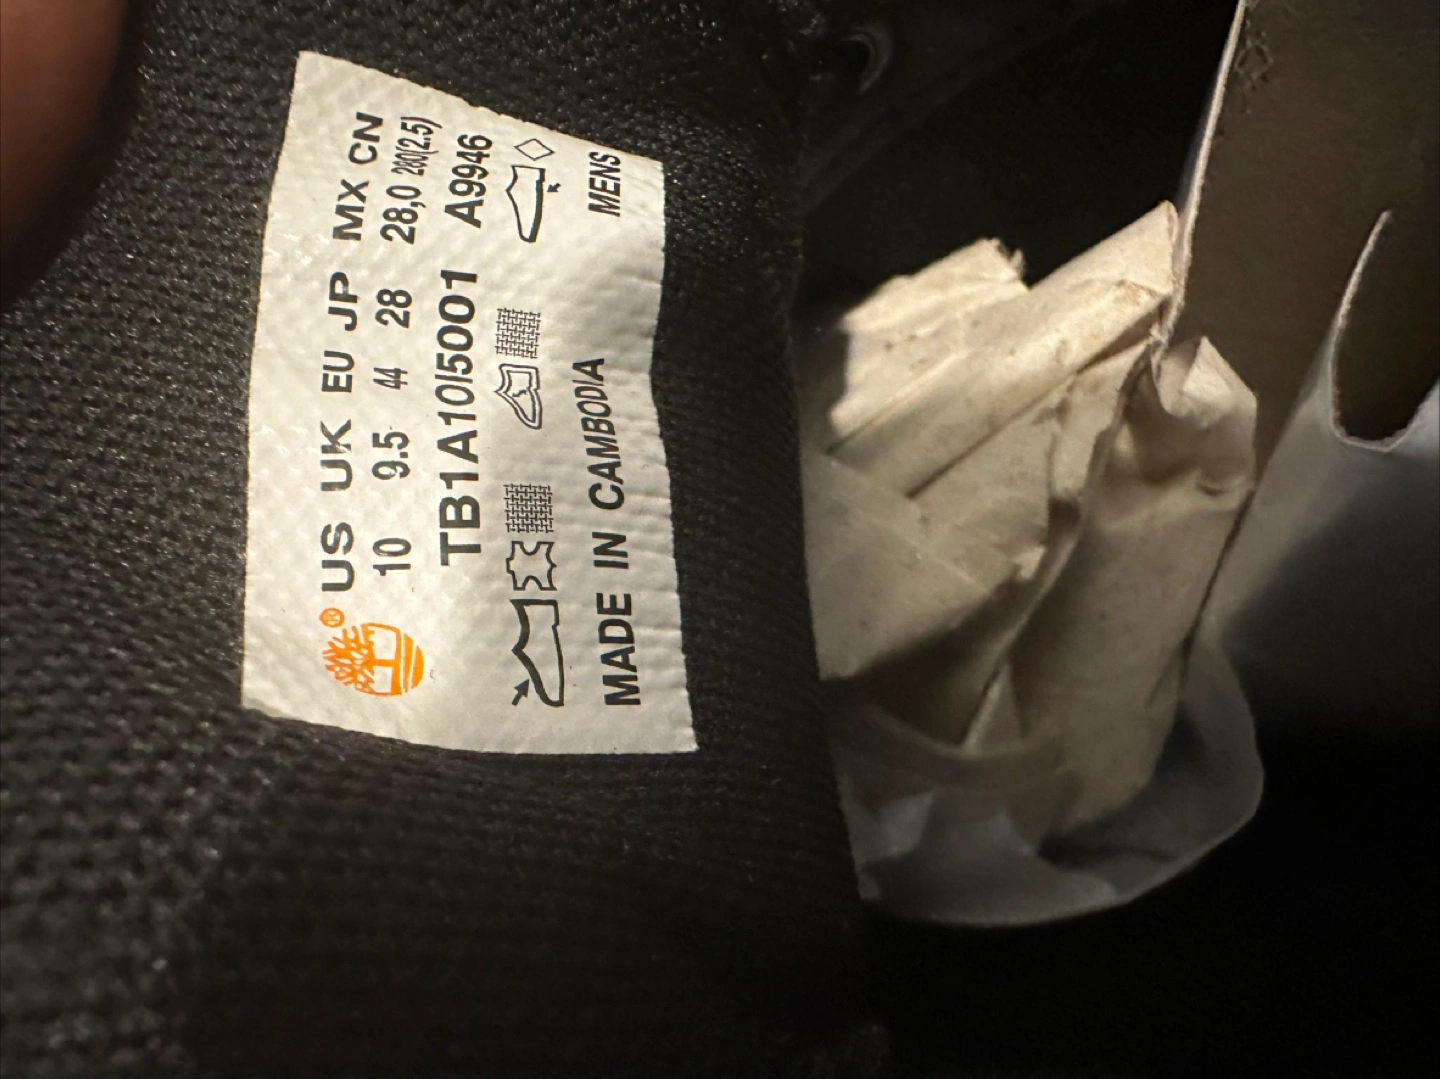 ® US UK EU JP MX CN
10 9.5 44 28 28,0 280(2.5)
TB1A10I5001 A9946
MADE IN CAMBODIA MENS